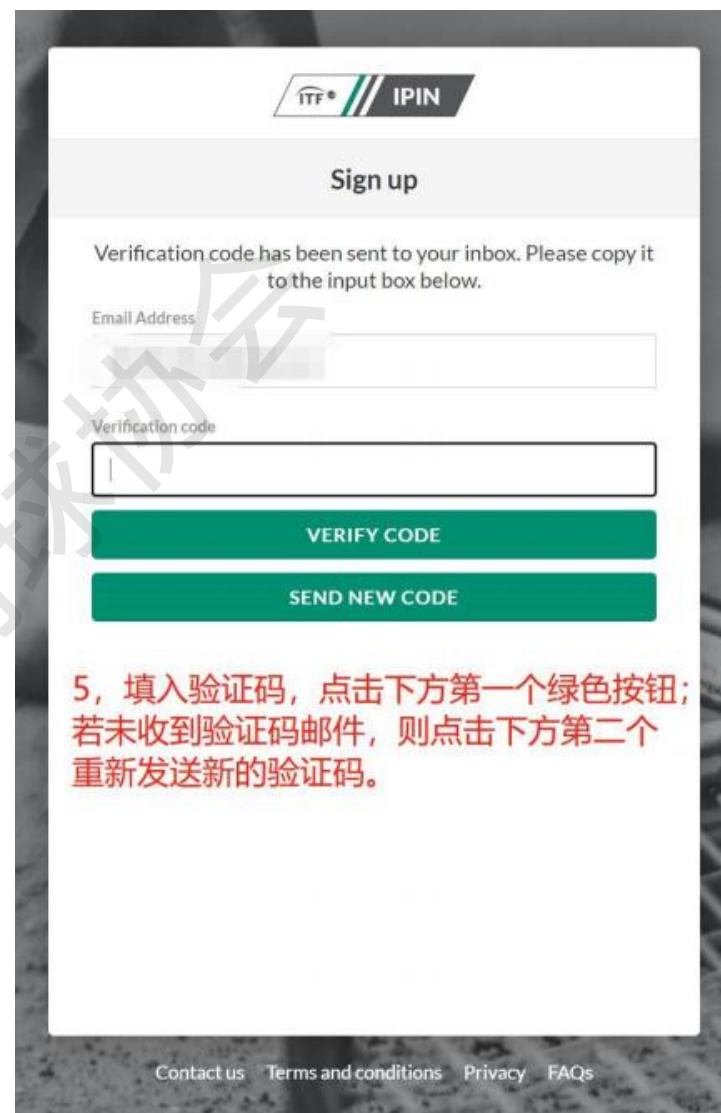 ITF IPIN
Sign up
Verification code has been sent to your inbox. Please copy it
to the input box below.
Email Address
Verification code
VERIFY CODE
SEND NEW CODE
5，填入验证码，点击下方第一个绿色按钮；
若未收到验证码邮件，则点击下方第二个
重新发送新的验证码。
Contact us Terms and conditions Privacy FAQs
球协会